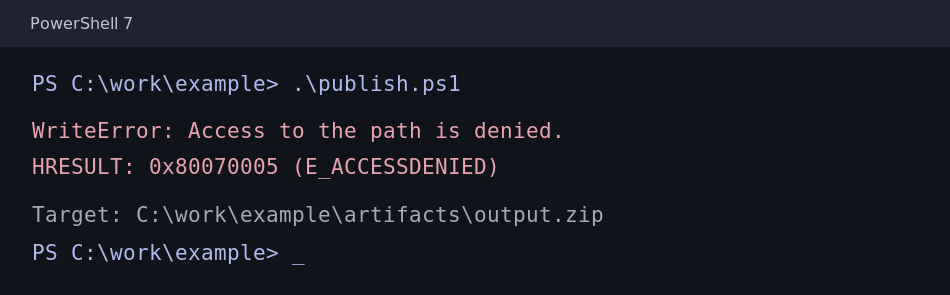 PowerShell 7
PS C:\work\example> .\publish.ps1
WriteError: Access to the path is denied.
HRESULT: 0x80070005 (E_ACCESSDENIED)
Target: C:\work\example\artifacts\output.zip
PS C:\work\example> _